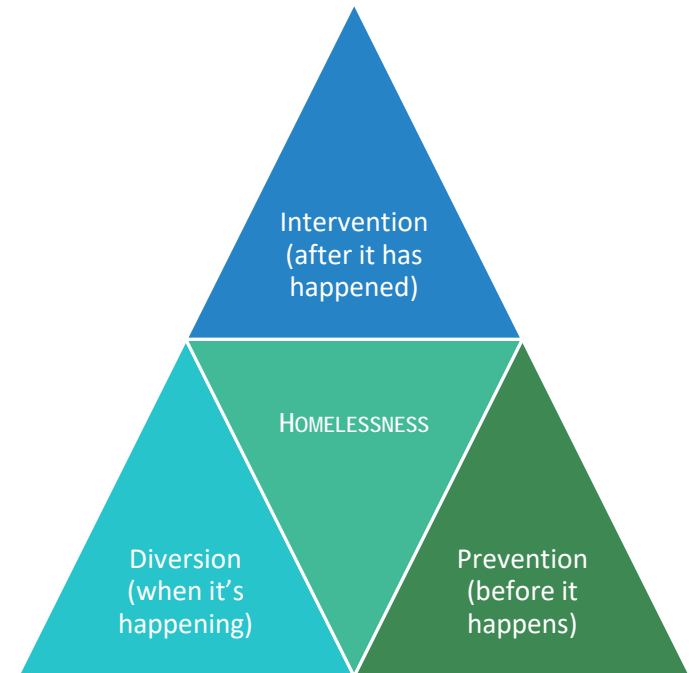 Intervention
(after it has
happened)
HOMELESSNESS
Diversion
(when it’s
happening)
Prevention
(before it
happens)